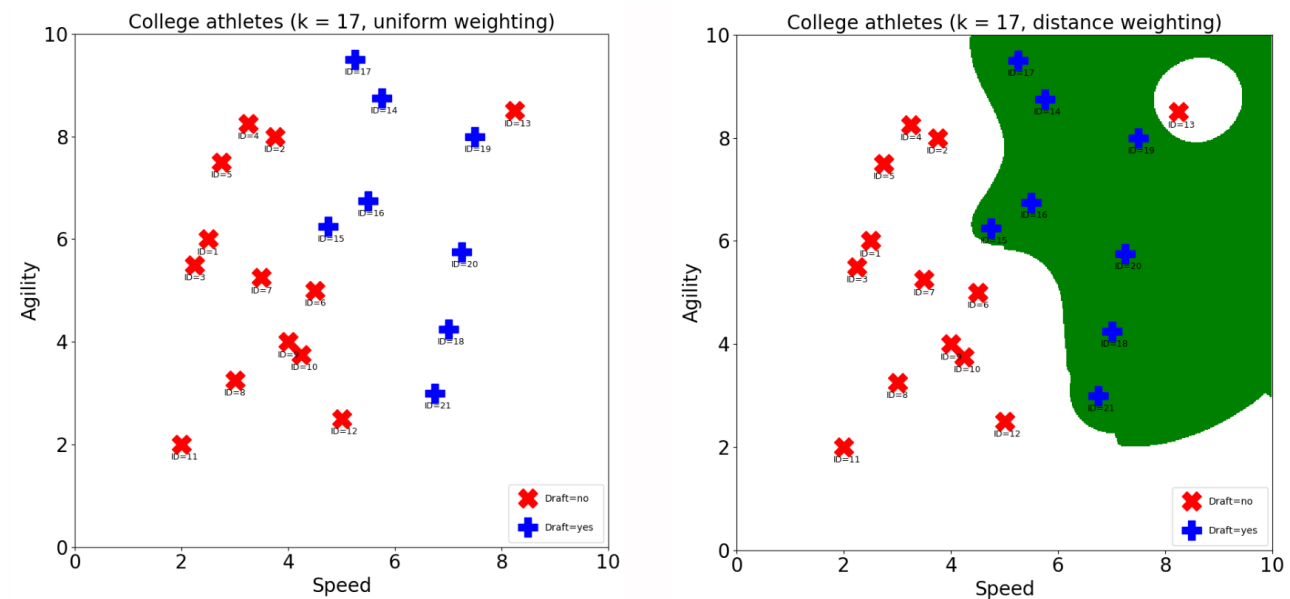 College athletes (k = 17, uniform weighting)
10
8
6
4
2
0
Agility
ID=17
ID=14
ID=13
ID=4
ID=2
ID=19
ID=5
ID=16
ID=15
ID=1
ID=20
ID=3
ID=7
ID=6
ID=18
ID=9
ID=10
ID=8
ID=21
ID=12
ID=11
Draft=no
Draft=yes
0 2 4 6 8 10
Speed
College athletes (k = 17, distance weighting)
10
8
6
4
2
0
Agility
ID=17
ID=14
ID=13
ID=4
ID=2
ID=19
ID=5
ID=16
ID=15
ID=1
ID=20
ID=3
ID=7
ID=6
ID=18
ID=9
ID=10
ID=8
ID=21
ID=12
ID=11
Draft=no
Draft=yes
0 2 4 6 8 10
Speed